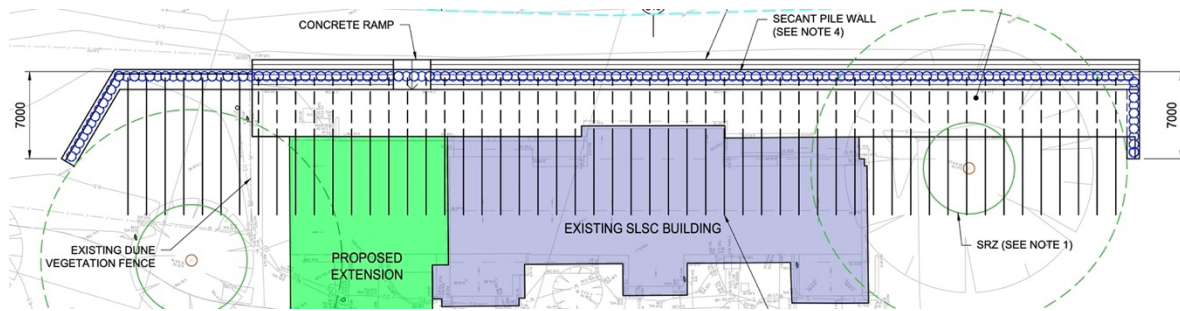 CONCRETE RAMP
SECANT PILE WALL
(SEE NOTE 4)
7000
7000
EXISTING DUNE
VEGETATION FENCE
PROPOSED
EXTENSION
EXISTING SLSC BUILDING
SRZ (SEE NOTE 1)